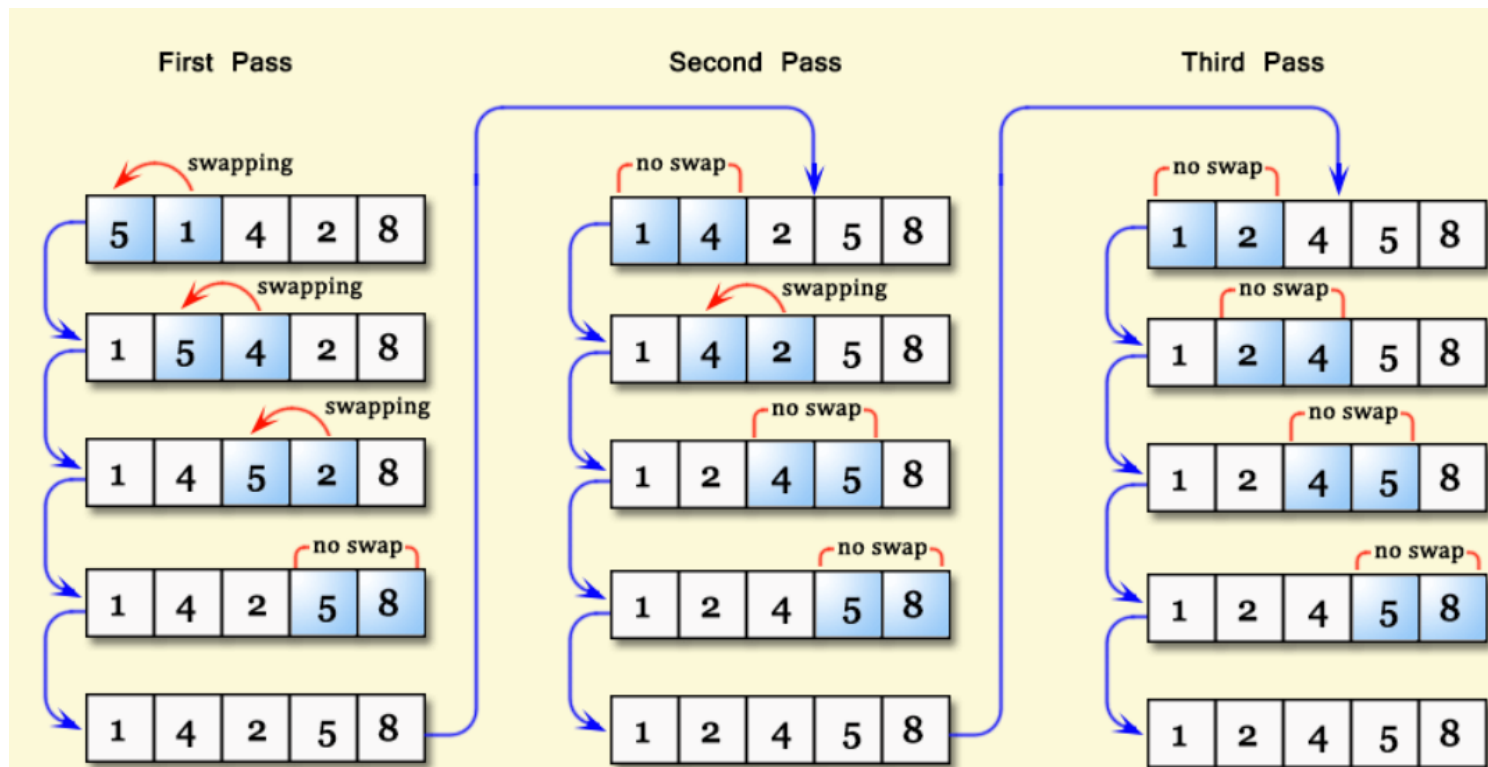 First Pass
swapping
5 1 4 2 8
swapping
1 5 4 2 8
swapping
1 4 5 2 8
no swap
1 4 2 5 8
1 4 2 5 8
Second Pass
no swap
1 4 2 5 8
swapping
1 4 2 5 8
no swap
1 2 4 5 8
no swap
1 2 4 5 8
1 2 4 5 8
Third Pass
no swap
1 2 4 5 8
no swap
1 2 4 5 8
no swap
1 2 4 5 8
no swap
1 2 4 5 8
1 2 4 5 8